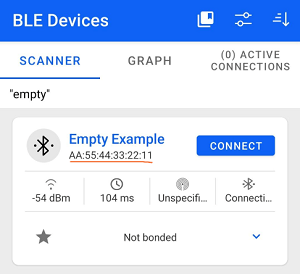 BLE Devices
SCANNER
GRAPH
(0) ACTIVE
CONNECTIONS
"empty"
Empty Example
AA:55:44:33:22:11
CONNECT
-54 dBm
104 ms
Unspecifi...
Connecti...
Not bonded